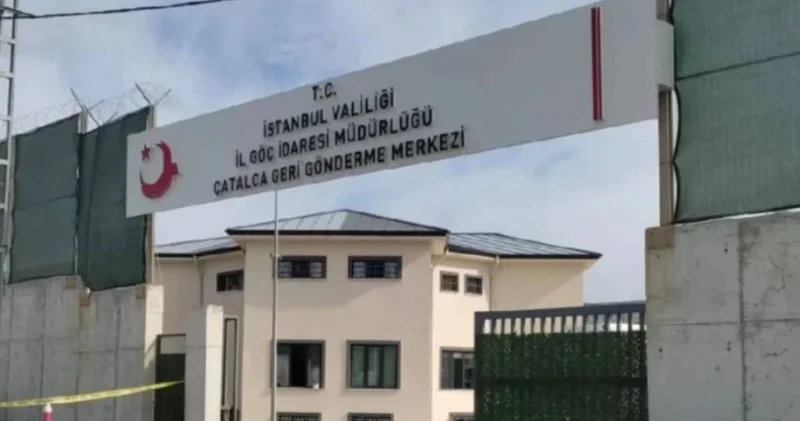 T.C.
İSTANBUL VALİLİĞİ
İL GÖÇ İDARESİ MÜDÜRLÜĞÜ
ÇATALCA GERİ GÖNDERME MERKEZİ